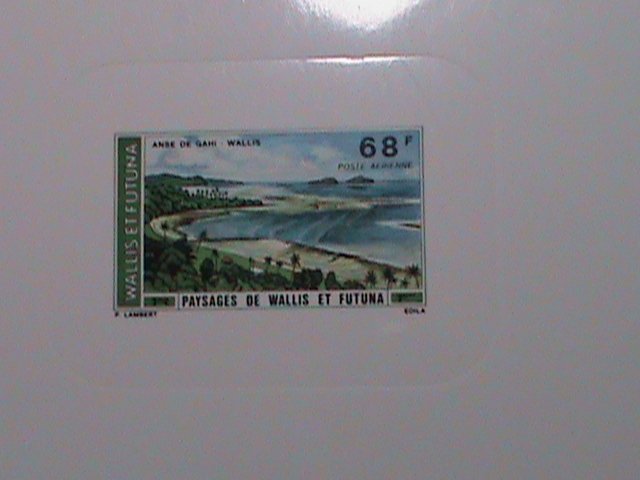 ANSE DE GAHI - WALLIS
68F
POSTE AERIENNE
WALLIS ET FUTUNA
PAYSAGES DE WALLIS ET FUTUNA
P. LAMBERT
EDILA